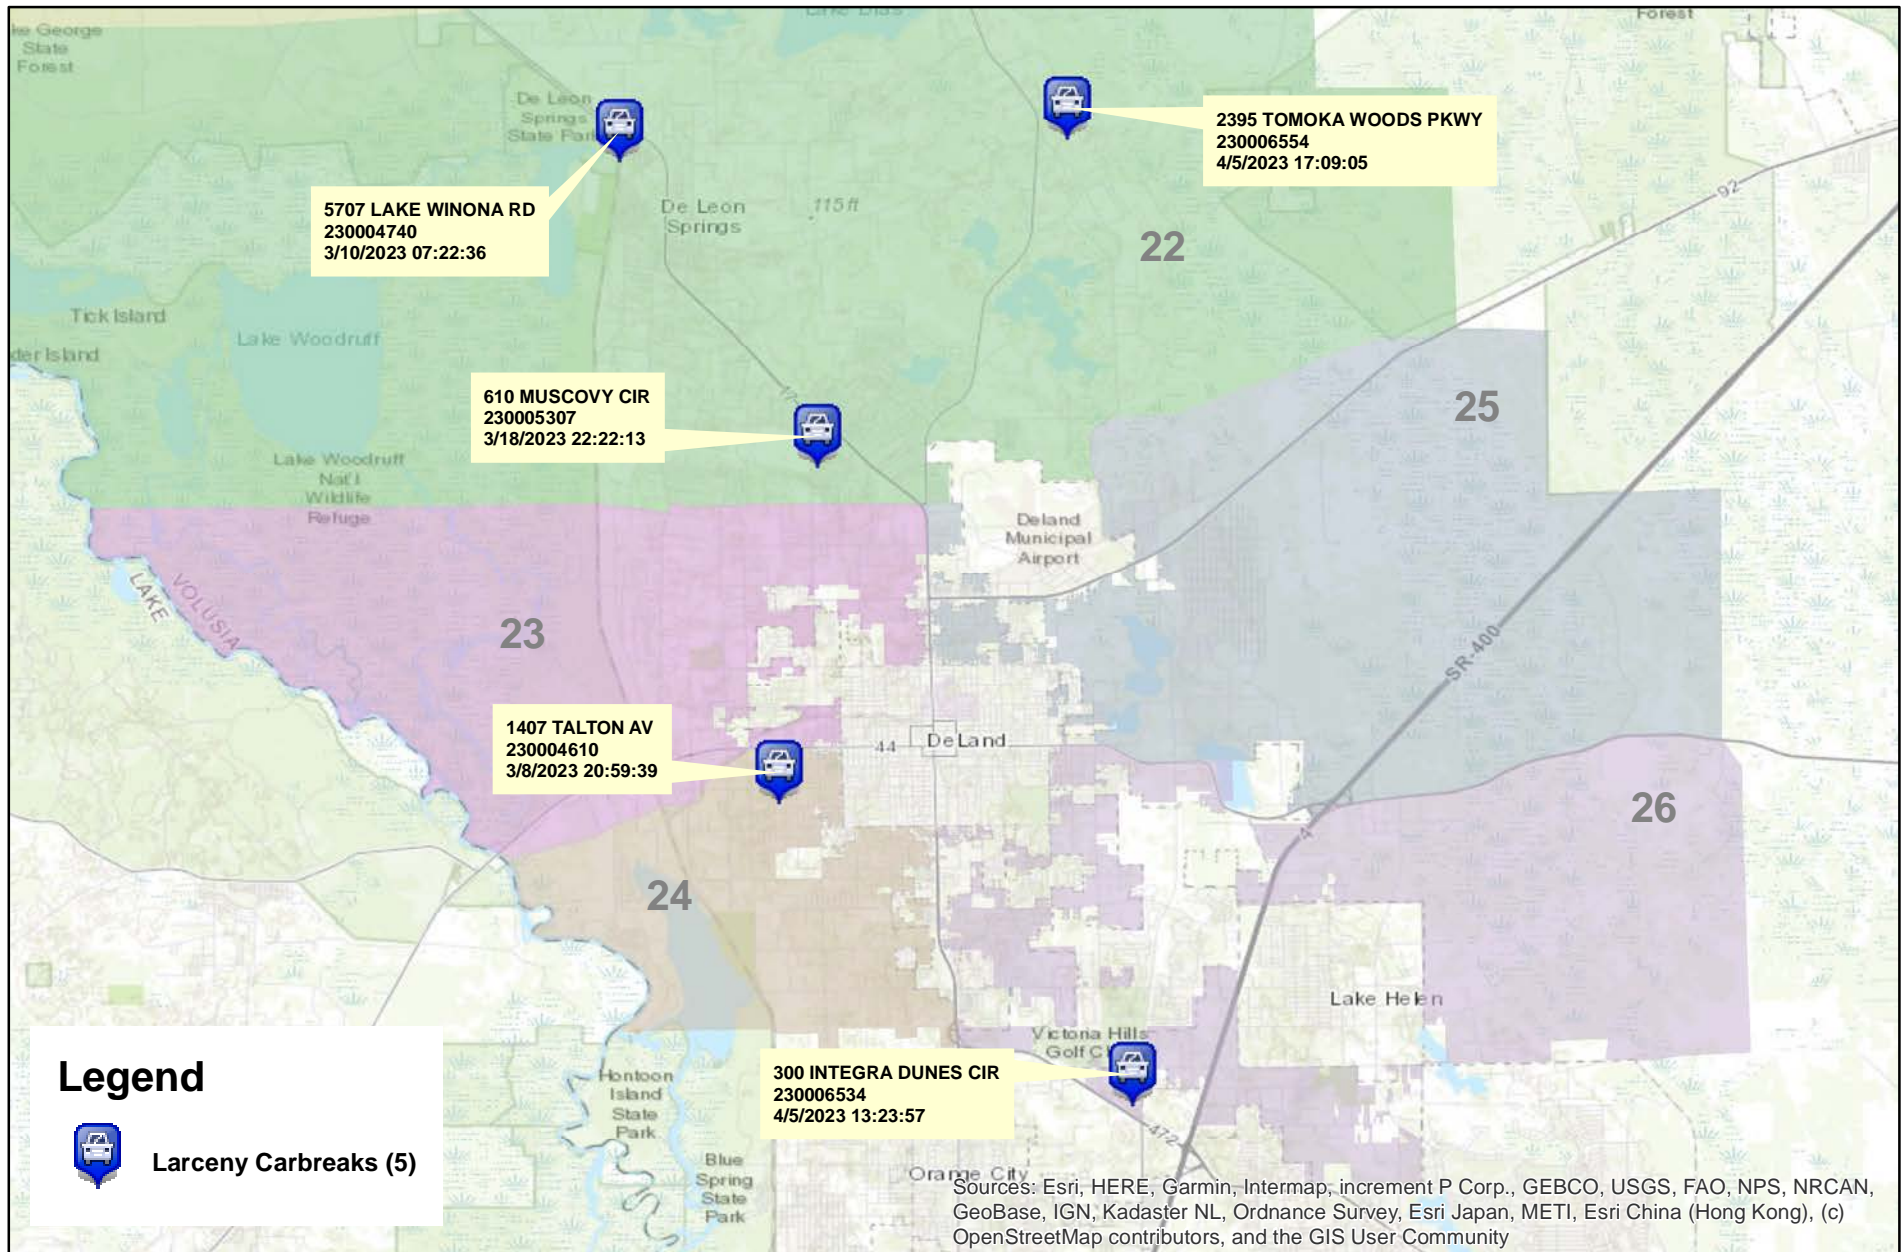 ke George
State
Forest
Lake Dias
Forest
De Leon
Springs
State Park
2395 TOMOKA WOODS PKWY
230006554
4/5/2023 17:09:05
92
5707 LAKE WINONA RD
230004740
3/10/2023 07:22:36
De Leon
Springs
115 ft
22
Tick Island
der Island
Lake Woodruff
610 MUSCOVY CIR
230005307
3/18/2023 22:22:13
17
25
Lake Woodruff
Nat'l
Wildlife
Refuge
Deland
Municipal
Airport
LAKE
VOLUSIA
23
SR-400
1407 TALTON AV
230004610
3/8/2023 20:59:39
44
DeLand
26
4
24
Lake Helen
Victoria Hills
Golf Cl
300 INTEGRA DUNES CIR
230006534
4/5/2023 13:23:57
472
Hontoon
Island
State
Park
Blue
Spring
State
Park
Orange City
Legend
Larceny Carbreaks (5)
Sources: Esri, HERE, Garmin, Intermap, increment P Corp., GEBCO, USGS, FAO, NPS, NRCAN,
GeoBase, IGN, Kadaster NL, Ordnance Survey, Esri Japan, METI, Esri China (Hong Kong), (c)
OpenStreetMap contributors, and the GIS User Community